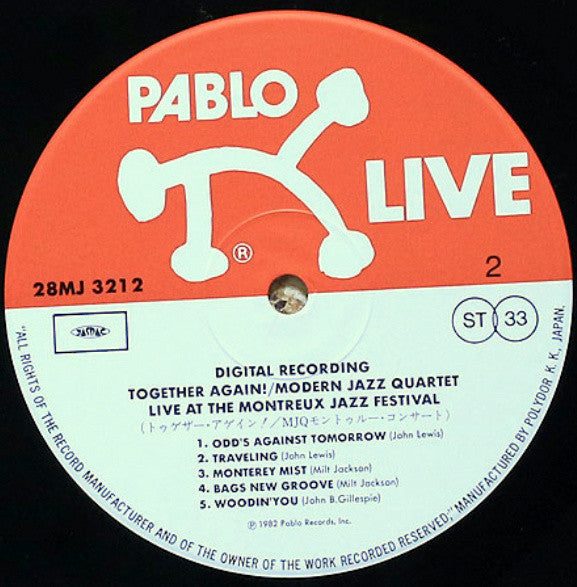 PABLO
LIVE
®
28MJ 3212
2
JASRAC
ST 33
DIGITAL RECORDING
TOGETHER AGAIN!/MODERN JAZZ QUARTET
LIVE AT THE MONTREUX JAZZ FESTIVAL
(トゥゲザー・アゲイン!/MJQモントゥルー・コンサート)
1. ODD'S AGAINST TOMORROW (John Lewis)
2. TRAVELING (John Lewis)
3. MONTEREY MIST (Milt Jackson)
4. BAGS NEW GROOVE (Milt Jackson)
5. WOODIN'YOU (John B.Gillespie)
℗ 1982 Pablo Records, Inc.
"ALL RIGHTS OF THE RECORD MANUFACTURER AND OF THE OWNER OF THE WORK RECORDED RESERVED," MANUFACTURED BY POLYDOR K. K., JAPAN.